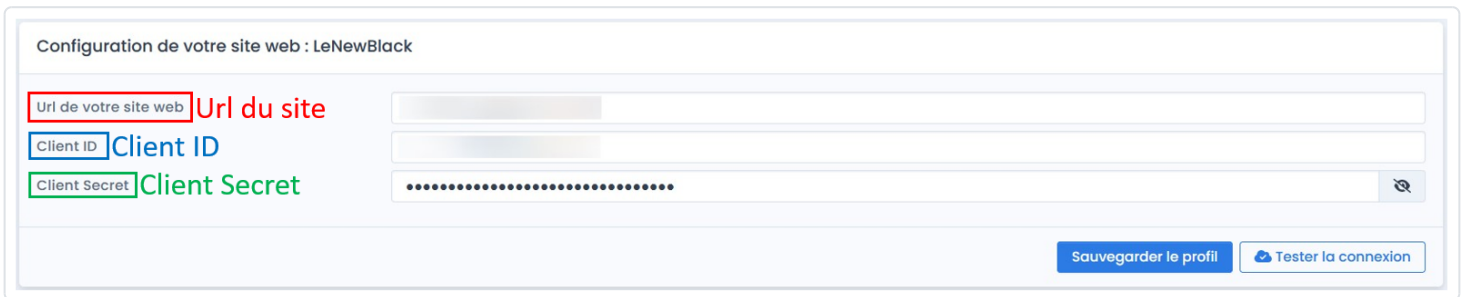 Configuration de votre site web : LeNewBlack
Url de votre site web Url du site
Client ID Client ID
Client Secret Client Secret ••••••••••••••••••••••••••••••••
Sauvegarder le profil Tester la connexion